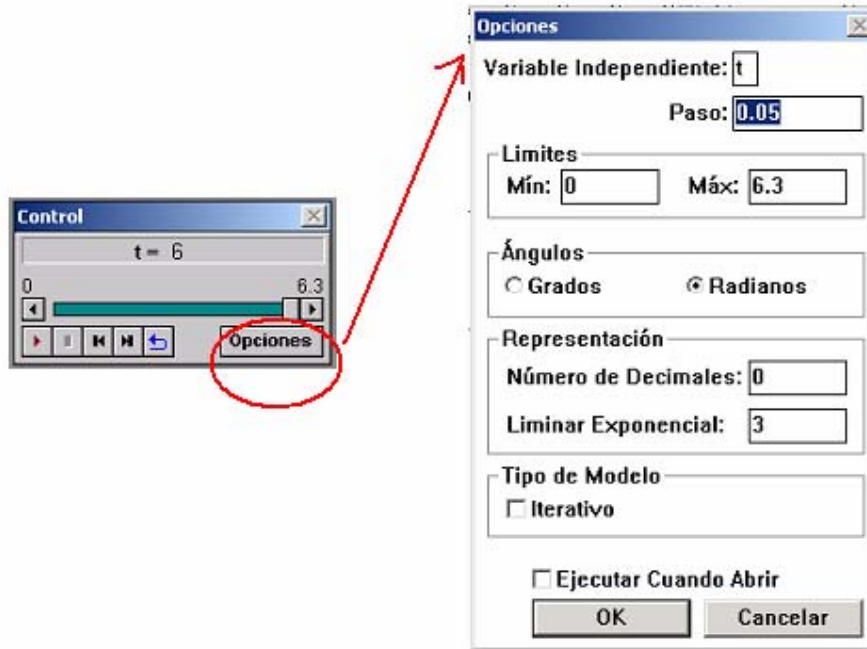 Control
t = 6
0 6.3
Opciones
Opciones
Variable Independiente: t
Paso: 0.05
Limites
Mín: 0 Máx: 6.3
Ángulos
Grados Radianos
Representación
Número de Decimales: 0
Liminar Exponencial: 3
Tipo de Modelo
Iterativo
Ejecutar Cuando Abrir
OK Cancelar